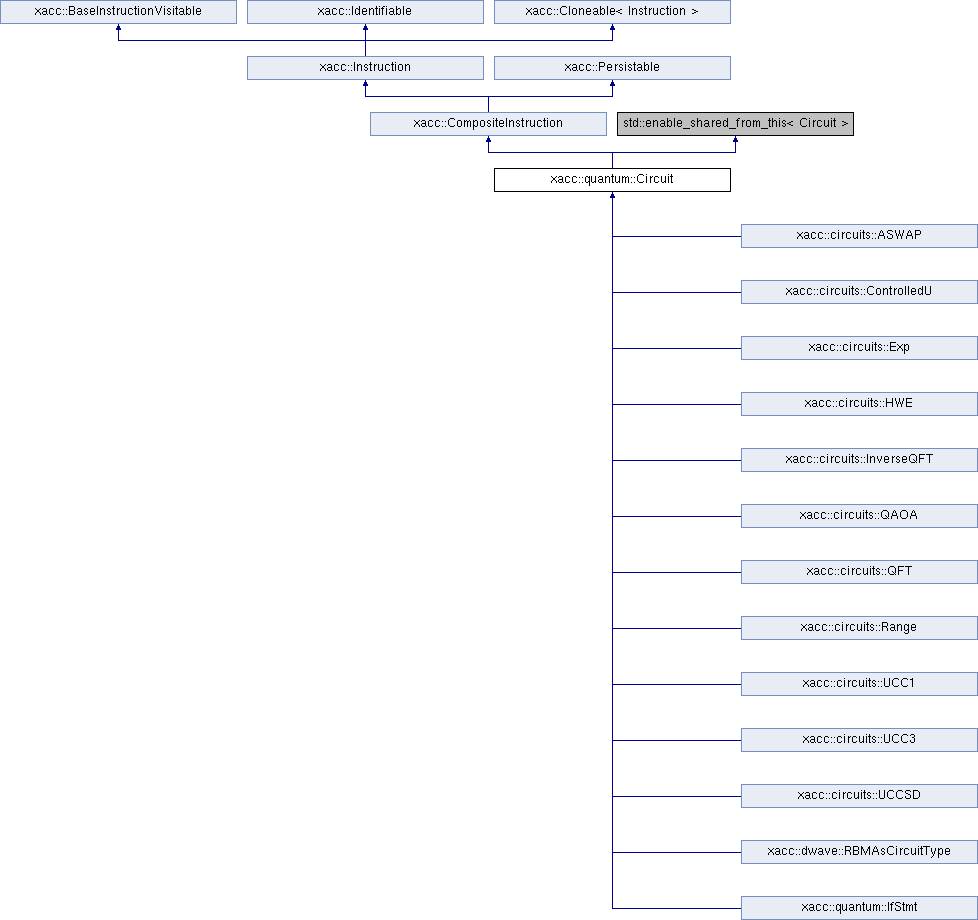 xacc::BaseInstructionVisitable
xacc::Identifiable
xacc::Cloneable< Instruction >
xacc::Instruction
xacc::Persistable
xacc::CompositeInstruction
std::enable_shared_from_this< Circuit >
xacc::quantum::Circuit
xacc::circuits::ASWAP
xacc::circuits::ControlledU
xacc::circuits::Exp
xacc::circuits::HWE
xacc::circuits::InverseQFT
xacc::circuits::QAOA
xacc::circuits::QFT
xacc::circuits::Range
xacc::circuits::UCC1
xacc::circuits::UCC3
xacc::circuits::UCCSD
xacc::dwave::RBMAsCircuitType
xacc::quantum::IfStmt